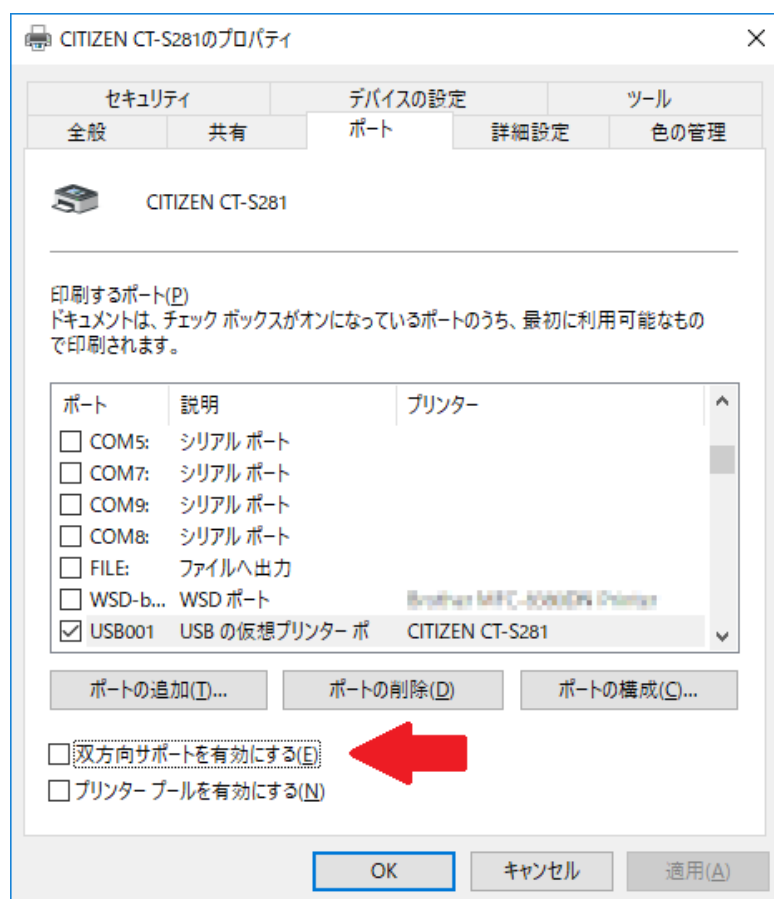 CITIZEN CT-S281のプロパティ
セキュリティ デバイスの設定 ツール
全般 共有 ポート 詳細設定 色の管理
CITIZEN CT-S281
印刷するポート(P)
ドキュメントは、チェック ボックスがオンになっているポートのうち、最初に利用可能なもの
で印刷されます。
ポート 説明 プリンター
COM5: シリアル ポート
COM7: シリアル ポート
COM9: シリアル ポート
COM8: シリアル ポート
FILE: ファイルへ出力
WSD-b... WSD ポート
USB001 USB の仮想プリンター ポ CITIZEN CT-S281
ポートの追加(T)... ポートの削除(D) ポートの構成(C)...
双方向サポートを有効にする(E)
プリンター プールを有効にする(N)
OK キャンセル 適用(A)